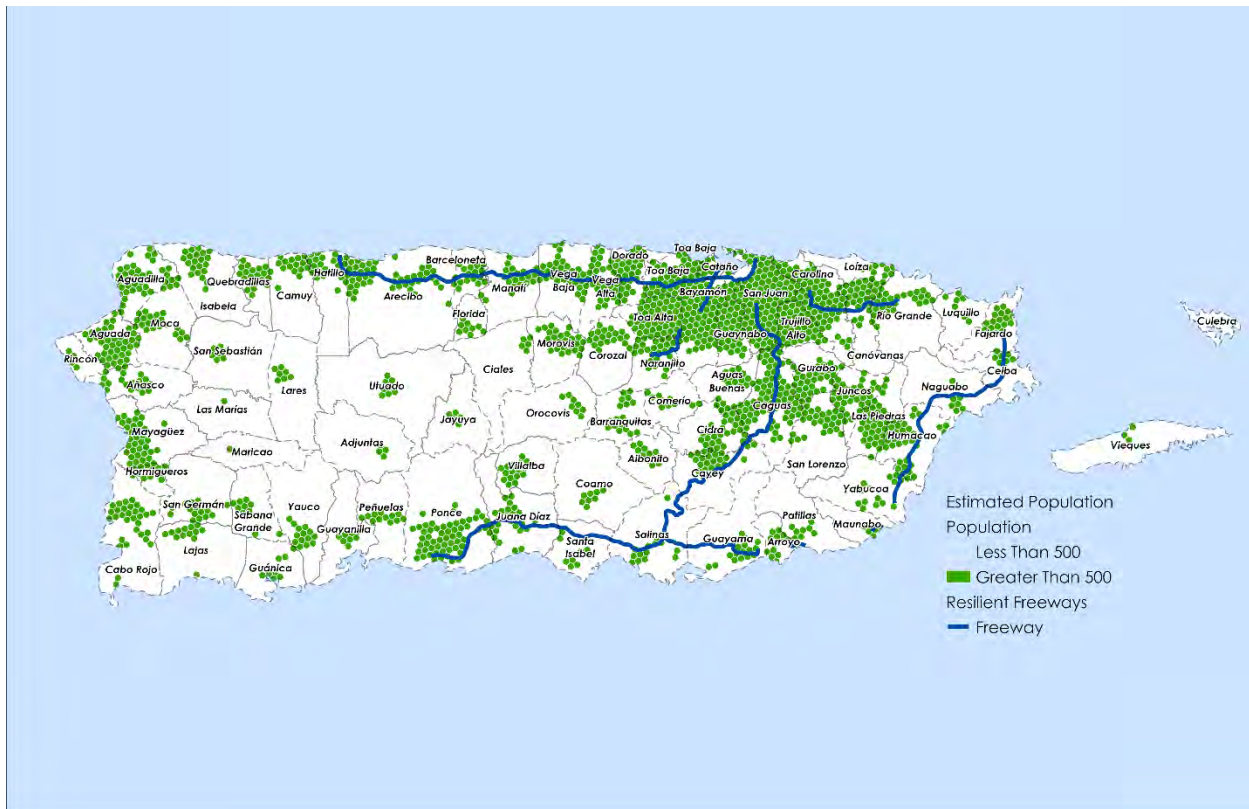 Toa Baja
Dorado
Loíza
Barceloneta
Toa Baja
Cataño
Carolina
Aguadilla
Quebradillas
Hatillo
Vega
Baja
Vega
Alta
Manatí
Bayamón
San Juan
Isabela
Camuy
Arecibo
Río Grande
Luquillo
Florida
Toa Alta
Trujillo
Alto
Culebra
Moca
Aguada
Guaynabo
Fajardo
Rincón
San Sebastián
Morovis
Corozal
Naranjito
Canóvanas
Ceiba
Añasco
Lares
Utuado
Ciales
Aguas
Buenas
Gurabo
Juncos
Naguabo
Las Marías
Jayuya
Orocovis
Comerío
Caguas
Las Piedras
Barranquitas
Cidra
Humacao
Mayagüez
Maricao
Adjuntas
Aibonito
Vieques
Hormigueros
Villalba
Coamo
Cayey
San Lorenzo
Yabucoa
San Germán
Sabana
Grande
Yauco
Guayanilla
Peñuelas
Ponce
Juana Díaz
Patillas
Maunabo
Lajas
Santa
Isabel
Salinas
Guayama
Arroyo
Cabo Rojo
Guánica
Estimated Population
Population
Less Than 500
Greater Than 500
Resilient Freeways
Freeway